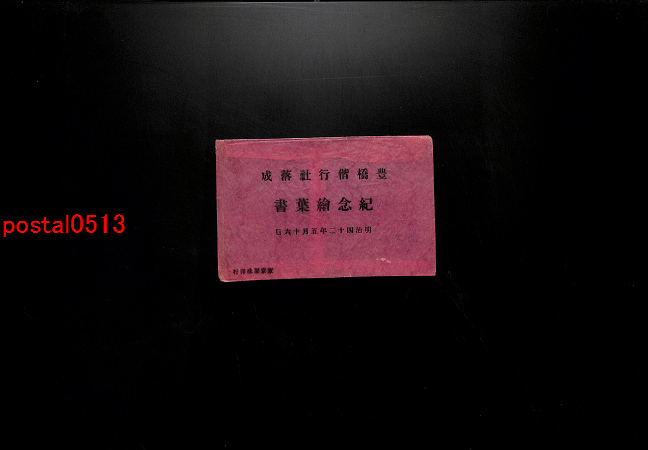 豊橋偕行社落成
紀念繪葉書
明治四十二年五月十六日
postal0513